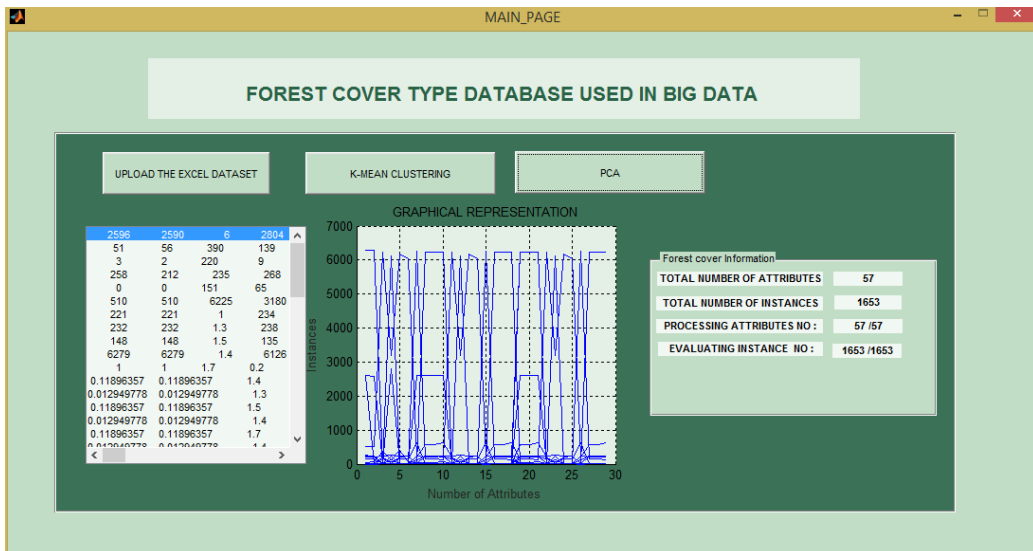 MAIN_PAGE
FOREST COVER TYPE DATABASE USED IN BIG DATA
UPLOAD THE EXCEL DATASET
K-MEAN CLUSTERING
PCA
2596 2590 6 2804
51 56 390 139
3 2 220 9
258 212 235 268
0 0 151 65
510 510 6225 3180
221 221 1 234
232 232 1.3 238
148 148 1.5 135
6279 6279 1.4 6126
1 1 1.7 0.2
0.11896357 0.11896357 1.4
0.012949778 0.012949778 1.3
0.11896357 0.11896357 1.5
0.012949778 0.012949778 1.4
0.11896357 0.11896357 1.7
0.012949778 0.012949778 1.4
GRAPHICAL REPRESENTATION
7000
6000
5000
4000
3000
2000
1000
0
Instances
0 5 10 15 20 25 30
Number of Attributes
Forest cover Information
TOTAL NUMBER OF ATTRIBUTES 57
TOTAL NUMBER OF INSTANCES 1653
PROCESSING ATTRIBUTES NO : 57 /57
EVALUATING INSTANCE NO : 1653 /1653